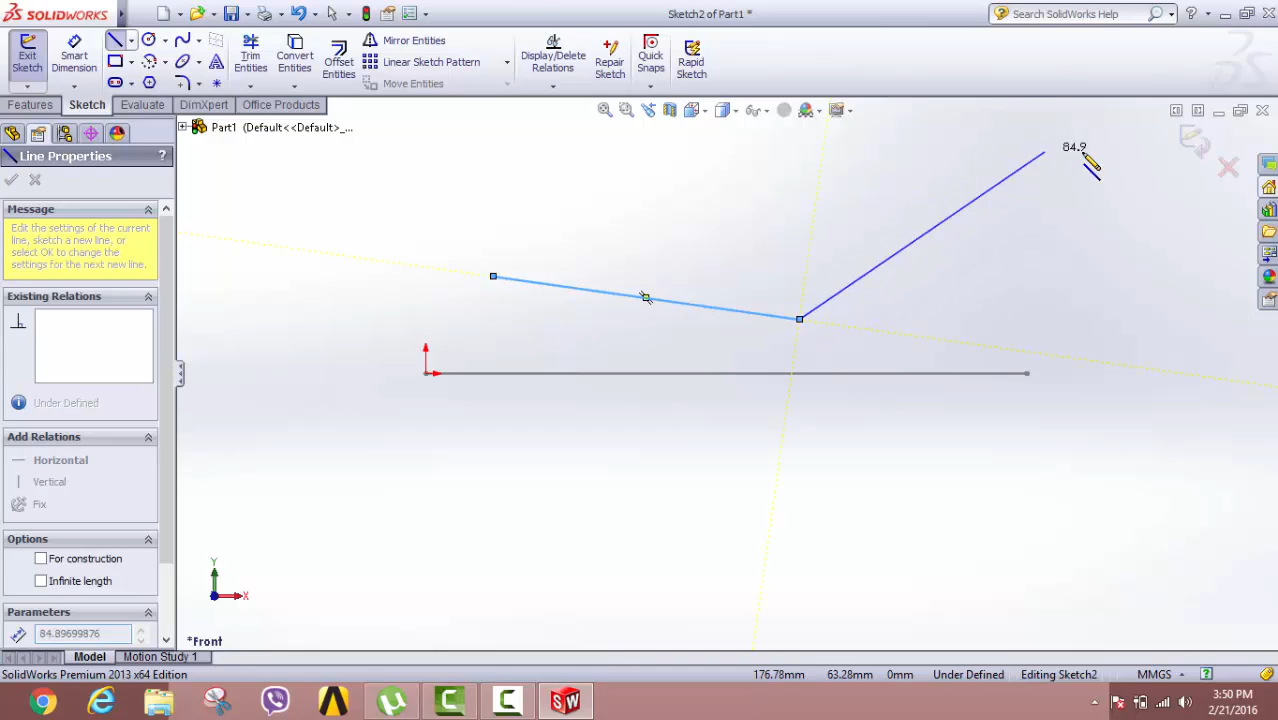 SOLIDWORKS
Sketch2 of Part1 *
Search SolidWorks Help
Exit Sketch
Smart Dimension
Trim Entities
Convert Entities
Offset Entities
Mirror Entities
Linear Sketch Pattern
Move Entities
Display/Delete Relations
Repair Sketch
Quick Snaps
Rapid Sketch
Features
Sketch
Evaluate
DimXpert
Office Products
Part1 (Default<<Default>_...
Line Properties
?
Message
Edit the settings of the current
line, sketch a new line, or
select OK to change the
settings for the next new line.
Existing Relations
Under Defined
Add Relations
Horizontal
Vertical
Fix
Options
For construction
Infinite length
Parameters
84.89699876
84.9
Y
X
*Front
Model
Motion Study 1
SolidWorks Premium 2013 x64 Edition
176.78mm 63.28mm 0mm Under Defined Editing Sketch2 MMGS
3:50 PM
2/21/2016